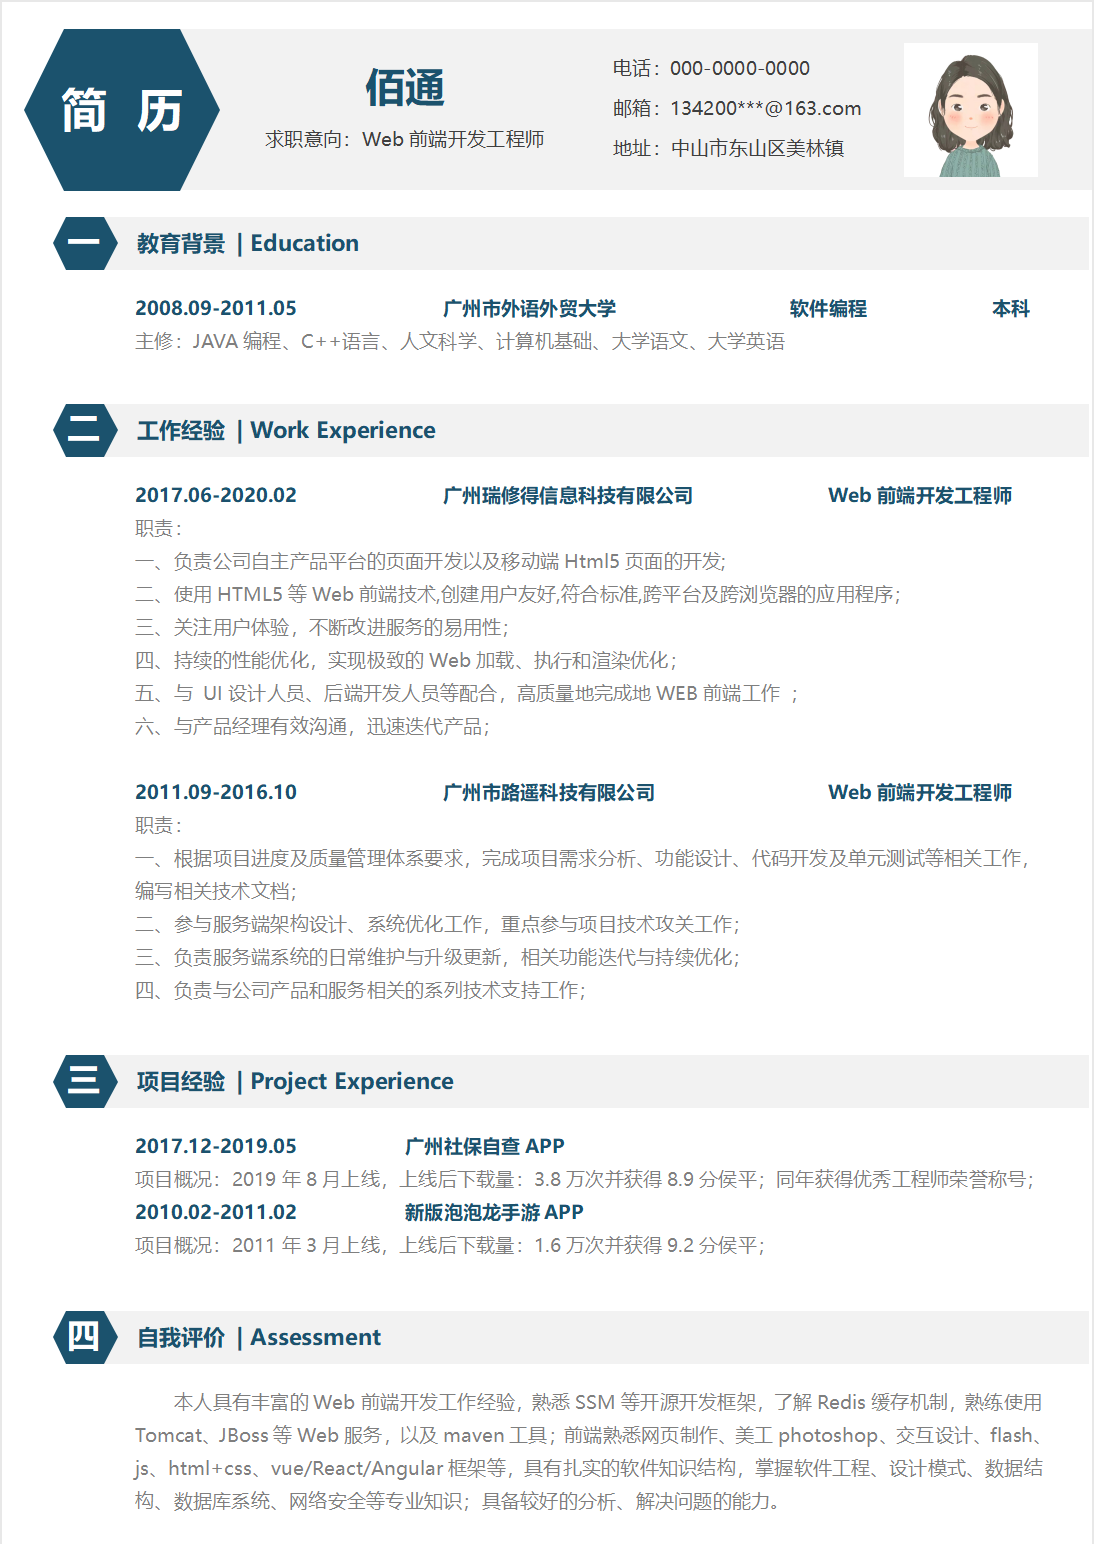 简 历
佰通
求职意向：Web 前端开发工程师
电话：000-0000-0000
邮箱：134200***@163.com
地址：中山市东山区美林镇
一 教育背景 | Education
2008.09-2011.05 广州市外语外贸大学 软件编程 本科
主修：JAVA 编程、C++语言、人文科学、计算机基础、大学语文、大学英语
二 工作经验 | Work Experience
2017.06-2020.02 广州瑞修得信息科技有限公司 Web 前端开发工程师
职责：
一、负责公司自主产品平台的页面开发以及移动端 Html5 页面的开发;
二、使用 HTML5 等 Web 前端技术,创建用户友好,符合标准,跨平台及跨浏览器的应用程序；
三、关注用户体验，不断改进服务的易用性；
四、持续的性能优化，实现极致的 Web 加载、执行和渲染优化；
五、与 UI 设计人员、后端开发人员等配合，高质量地完成地 WEB 前端工作 ；
六、与产品经理有效沟通，迅速迭代产品；
2011.09-2016.10 广州市路遥科技有限公司 Web 前端开发工程师
职责：
一、根据项目进度及质量管理体系要求，完成项目需求分析、功能设计、代码开发及单元测试等相关工作，
编写相关技术文档；
二、参与服务端架构设计、系统优化工作，重点参与项目技术攻关工作；
三、负责服务端系统的日常维护与升级更新，相关功能迭代与持续优化；
四、负责与公司产品和服务相关的系列技术支持工作；
三 项目经验 | Project Experience
2017.12-2019.05 广州社保自查 APP
项目概况：2019 年 8 月上线，上线后下载量：3.8 万次并获得 8.9 分侯平；同年获得优秀工程师荣誉称号；
2010.02-2011.02 新版泡泡龙手游 APP
项目概况：2011 年 3 月上线，上线后下载量：1.6 万次并获得 9.2 分侯平；
四 自我评价 | Assessment
本人具有丰富的 Web 前端开发工作经验，熟悉 SSM 等开源开发框架，了解 Redis 缓存机制，熟练使用
Tomcat、JBoss 等 Web 服务，以及 maven 工具；前端熟悉网页制作、美工 photoshop、交互设计、flash、
js、html+css、vue/React/Angular 框架等，具有扎实的软件知识结构，掌握软件工程、设计模式、数据结
构、数据库系统、网络安全等专业知识；具备较好的分析、解决问题的能力。